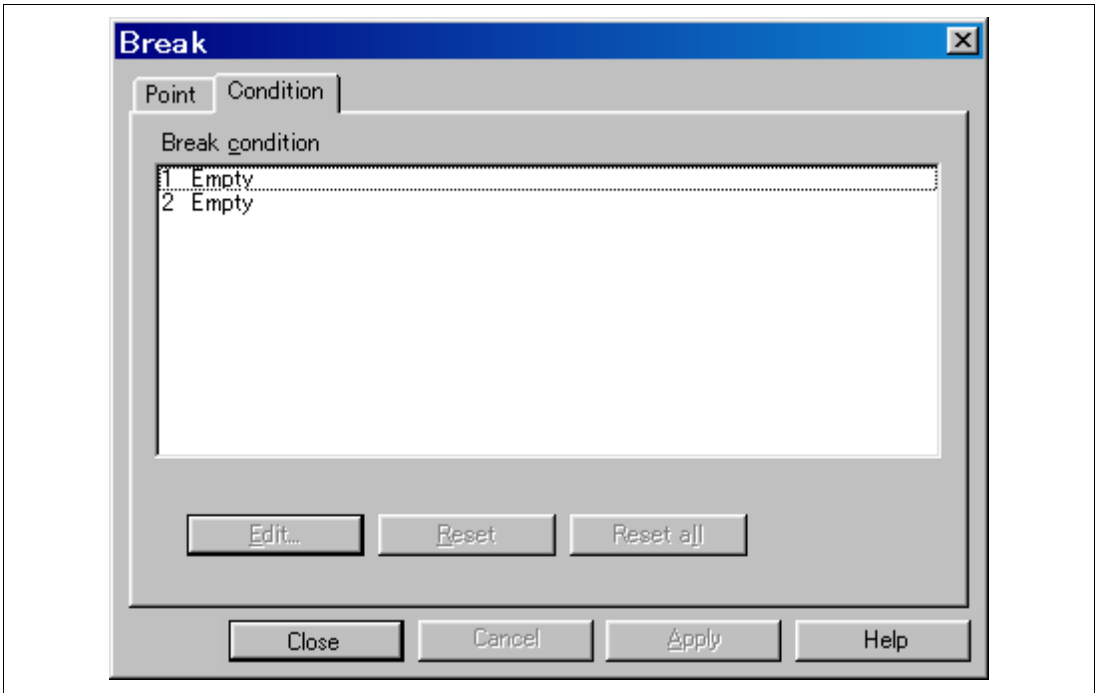 Break
Point Condition
Break condition
1 Empty
2 Empty
Edit... Reset Reset all
Close Cancel Apply Help